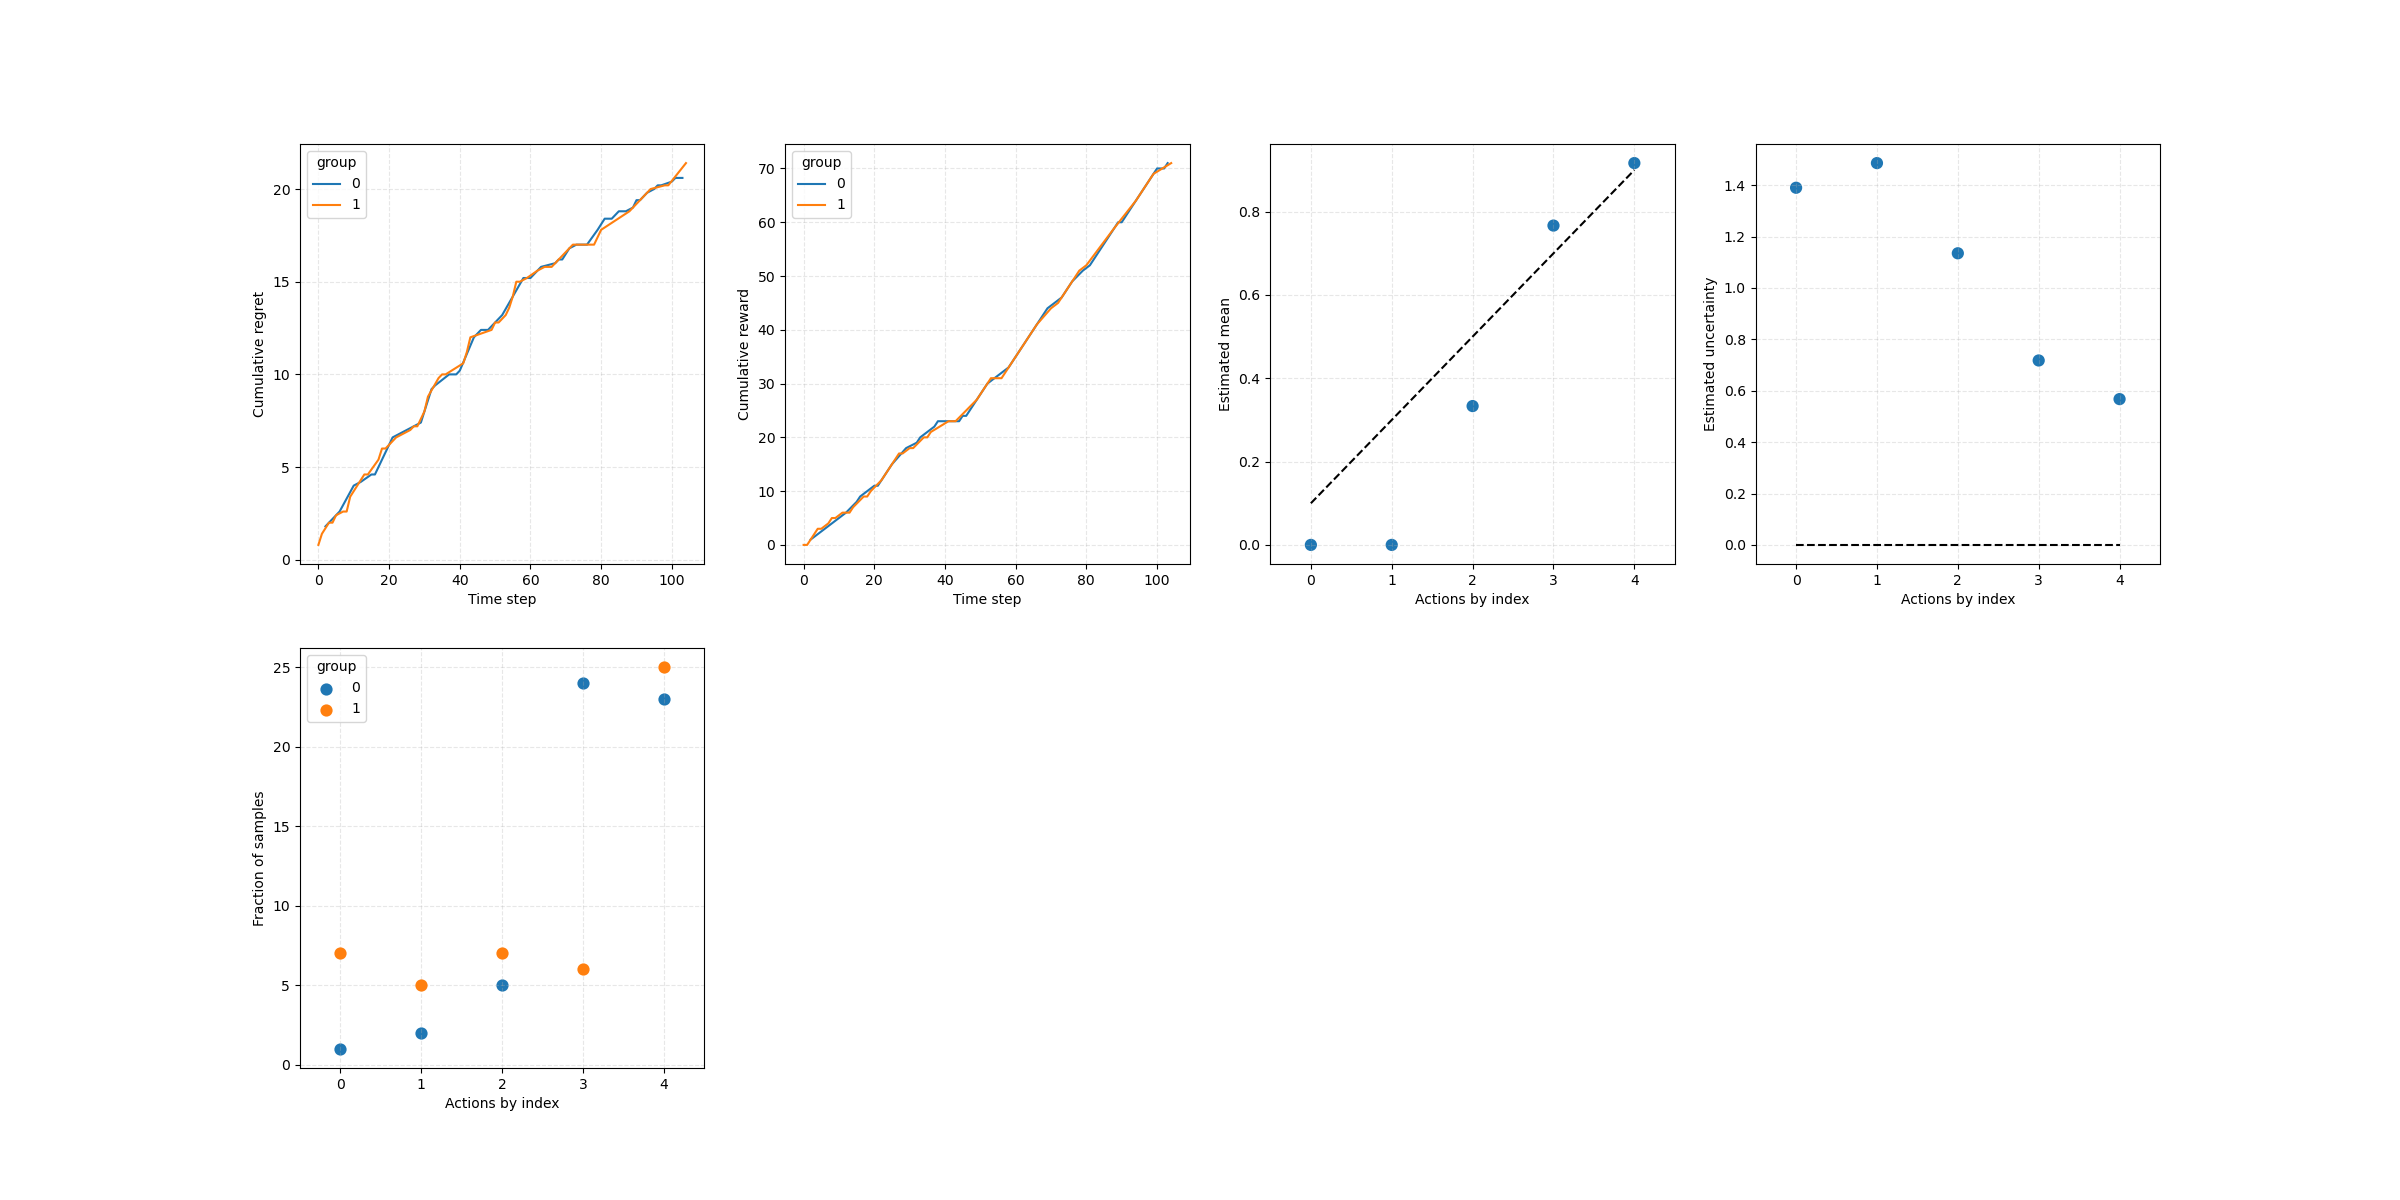 group
0
1
20
15
10
5
0
Cumulative regret
0 20 40 60 80 100
Time step
group
0
1
70
60
50
40
30
20
10
0
Cumulative reward
0 20 40 60 80 100
Time step
0.8
0.6
0.4
0.2
0.0
Estimated mean
0 1 2 3 4
Actions by index
1.4
1.2
1.0
0.8
0.6
0.4
0.2
0.0
Estimated uncertainty
0 1 2 3 4
Actions by index
group
0
1
25
20
15
10
5
0
Fraction of samples
0 1 2 3 4
Actions by index